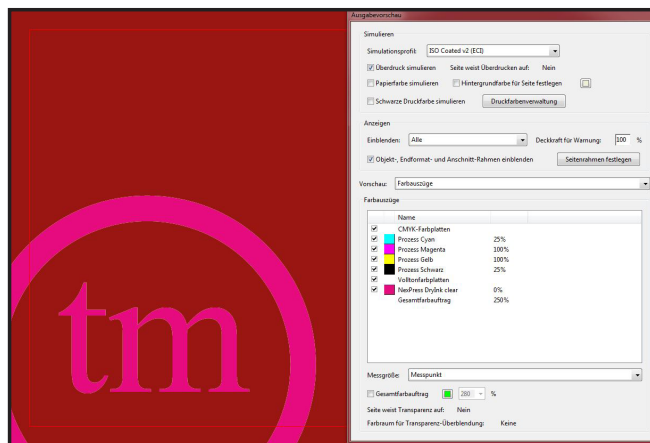 Ausgabevorschau
Simulieren
Simulationsprofil: ISO Coated v2 (ECI)
Überdruck simulieren Seite weist Überdrucken auf: Nein
Papierfarbe simulieren Hintergrundfarbe für Seite festlegen
Schwarze Druckfarbe simulieren Druckfarbenverwaltung
Anzeigen
Einblenden: Alle Deckkraft für Warnung: 100 %
Objekt-, Endformat- und Anschnitt-Rahmen einblenden Seitenrahmen festlegen
Vorschau: Farbauszüge
Farbauszüge
Name
CMYK-Farbplatten
Prozess Cyan 25%
Prozess Magenta 100%
Prozess Gelb 100%
Prozess Schwarz 25%
Volltonfarbplatten
NexPress DryInk clear 0%
Gesamtfarbauftrag 250%
tm
Messgröße: Messpunkt
Gesamtfarbauftrag 280 %
Seite weist Transparenz auf: Nein
Farbraum für Transparenz-Überblendung: Keine